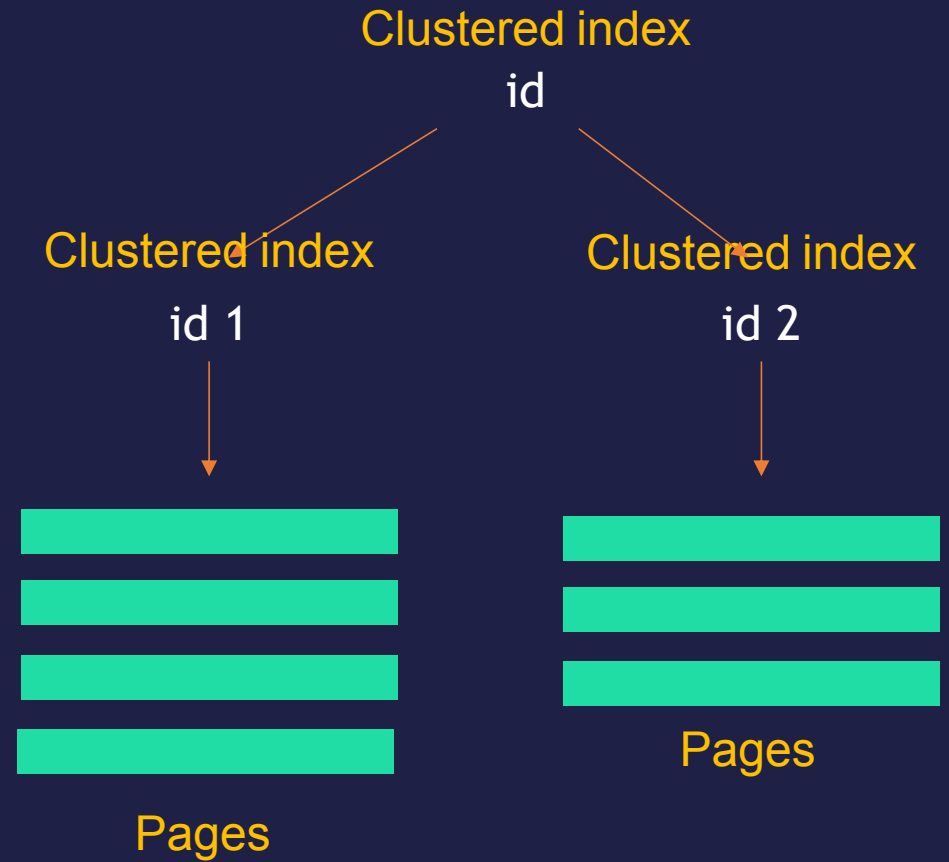 Clustered index
id
Clustered index
id 1
Pages
Clustered index
id 2
Pages